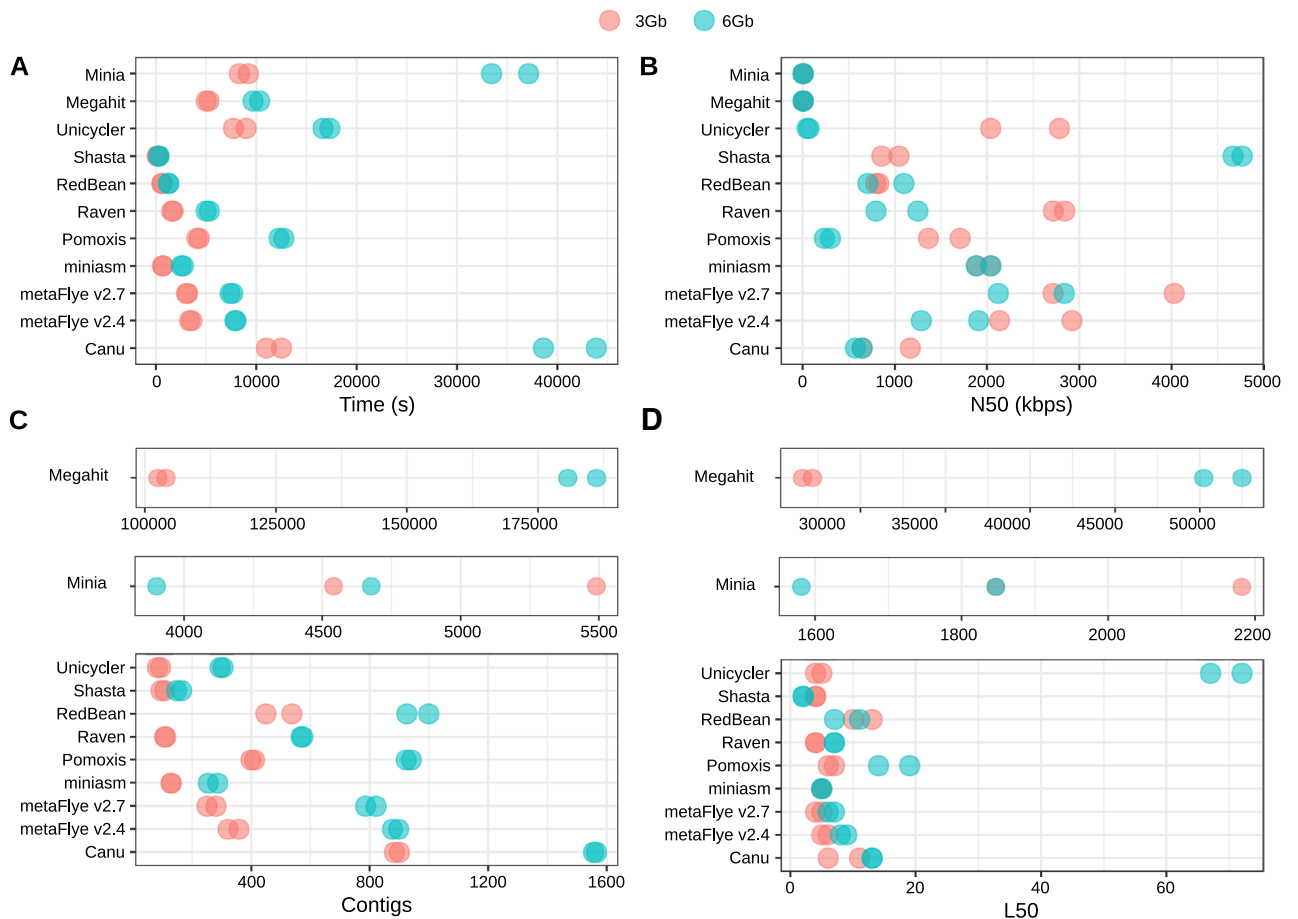 3Gb 6Gb
A
Minia
Megahit
Unicycler
Shasta
RedBean
Raven
Pomoxis
miniasm
metaFlye v2.7
metaFlye v2.4
Canu
0 10000 20000 30000 40000
Time (s)
B
Minia
Megahit
Unicycler
Shasta
RedBean
Raven
Pomoxis
miniasm
metaFlye v2.7
metaFlye v2.4
Canu
0 1000 2000 3000 4000 5000
N50 (kbps)
C
Megahit
100000 125000 150000 175000
Minia
4000 4500 5000 5500
Unicycler
Shasta
RedBean
Raven
Pomoxis
miniasm
metaFlye v2.7
metaFlye v2.4
Canu
400 800 1200 1600
Contigs
D
Megahit
30000 35000 40000 45000 50000
Minia
1600 1800 2000 2200
Unicycler
Shasta
RedBean
Raven
Pomoxis
miniasm
metaFlye v2.7
metaFlye v2.4
Canu
0 20 40 60
L50